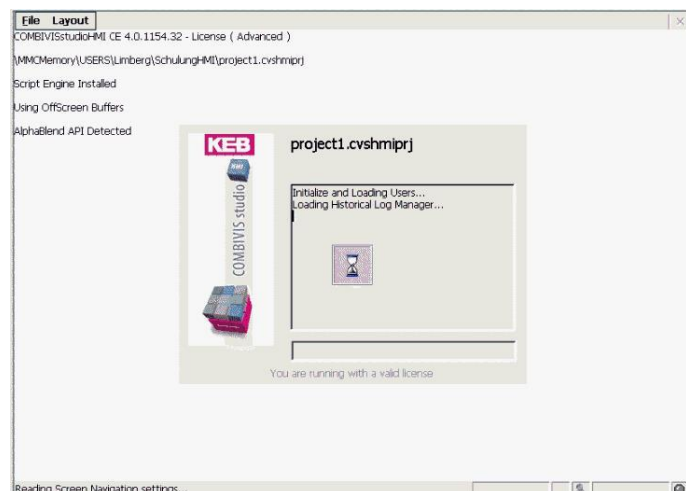 File Layout
COMBIVISstudioHMI CE 4.0.1154.32 - License ( Advanced )
\MMCMemory\USERS\Limberg\SchulungHMI\project1.cvshmiprj
Script Engine Installed
Using OffScreen Buffers
AlphaBlend API Detected
KEB
project1.cvshmiprj
HMI
COMBIVIS studio
Initialize and Loading Users...
Loading Historical Log Manager...
You are running with a valid license
Reading Screen Navigation settings...